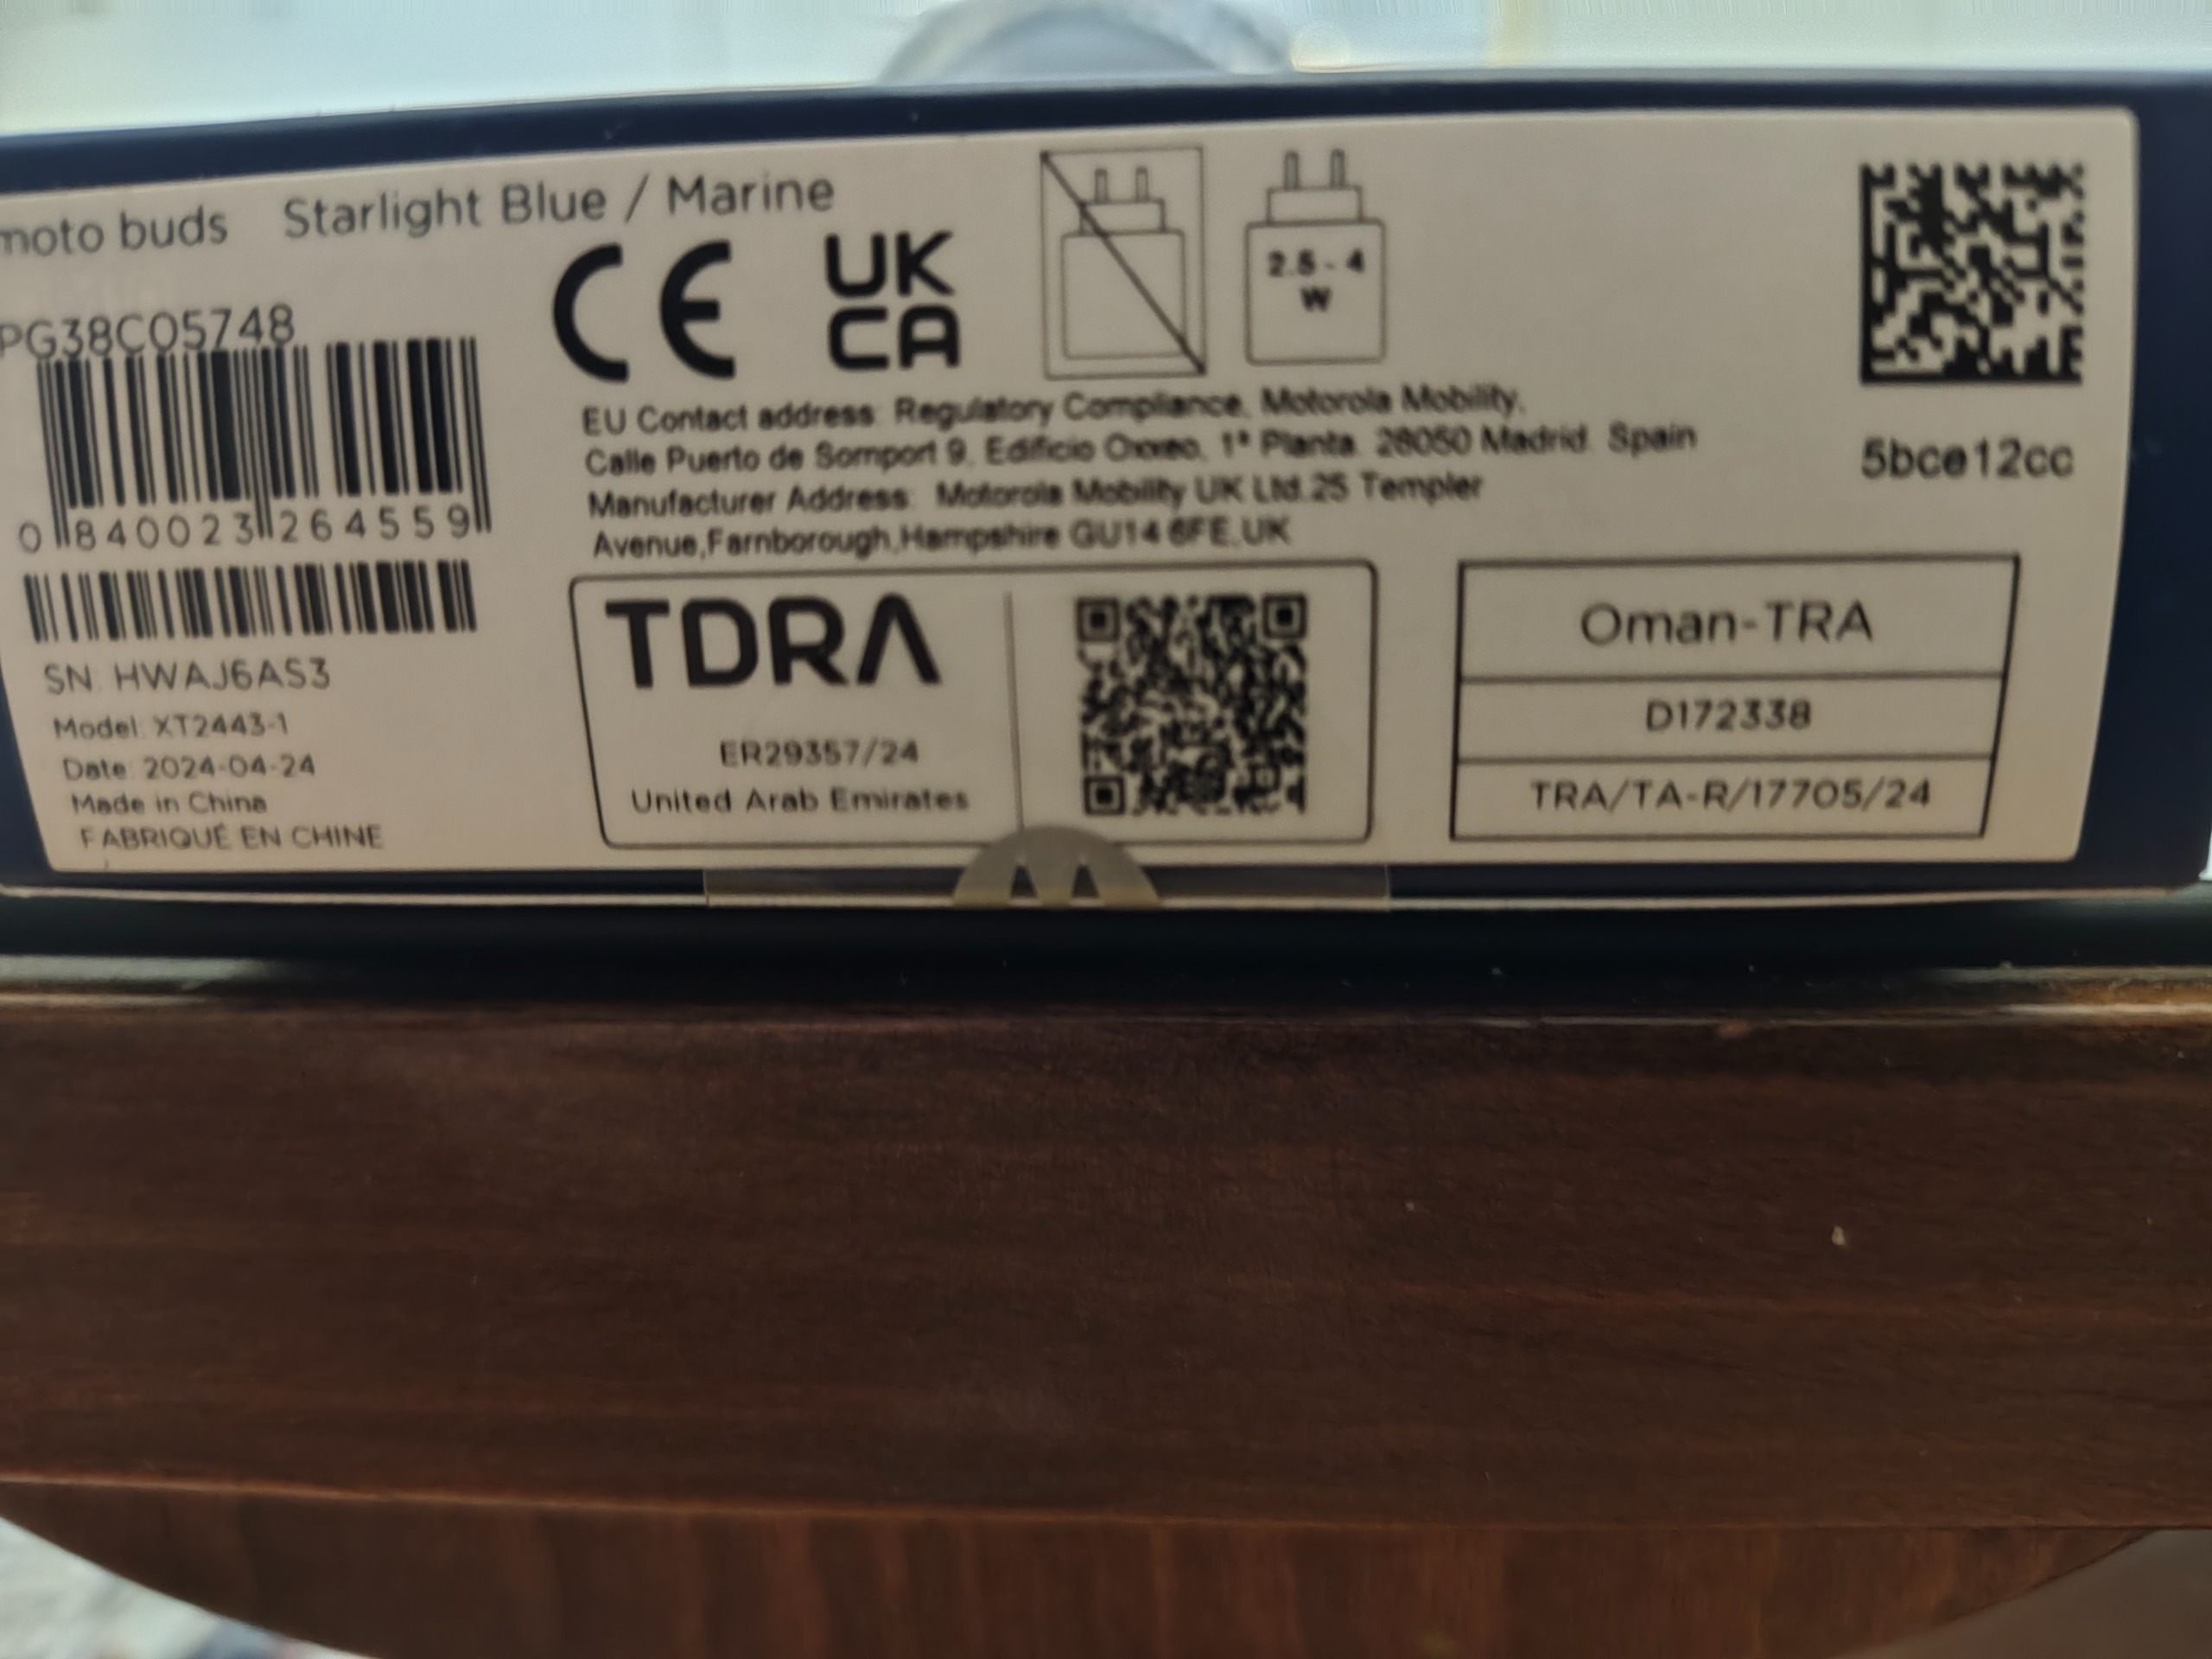 moto buds Starlight Blue / Marine
PG38C05748
0 840023 264559
SN: HWAJ6AS3
Model: XT2443-1
Date: 2024-04-24
Made in China
FABRIQUÉ EN CHINE
CE
UK
CA
2.5 - 4
W
EU Contact address: Regulatory Compliance, Motorola Mobility,
Calle Puerto de Somport 9, Edificio Oxxeo, 1ª Planta. 28050 Madrid. Spain
Manufacturer Address: Motorola Mobility UK Ltd.25 Templer
Avenue,Farnborough,Hampshire GU14 6FE,UK
TDRA
ER29357/24
United Arab Emirates
5bce12cc
Oman-TRA
D172338
TRA/TA-R/17705/24